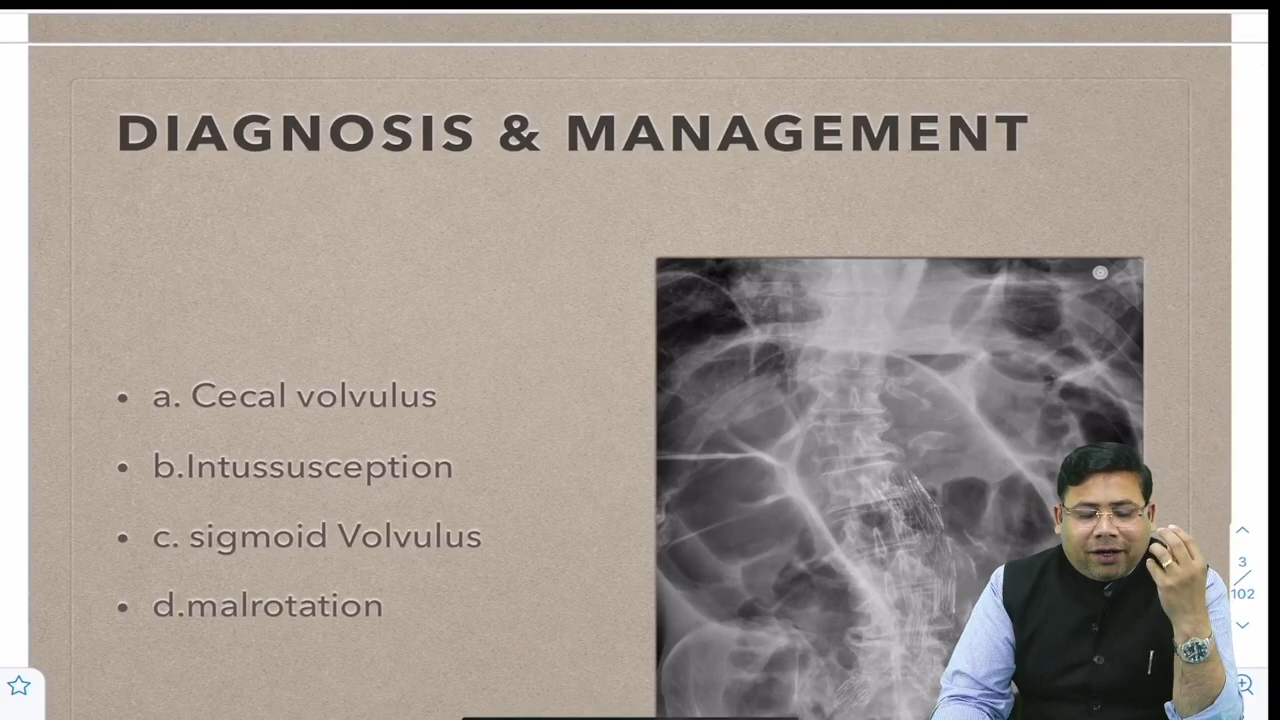 DIAGNOSIS & MANAGEMENT
• a. Cecal volvulus
• b.Intussusception
• c. sigmoid Volvulus
• d.malrotation
3
102